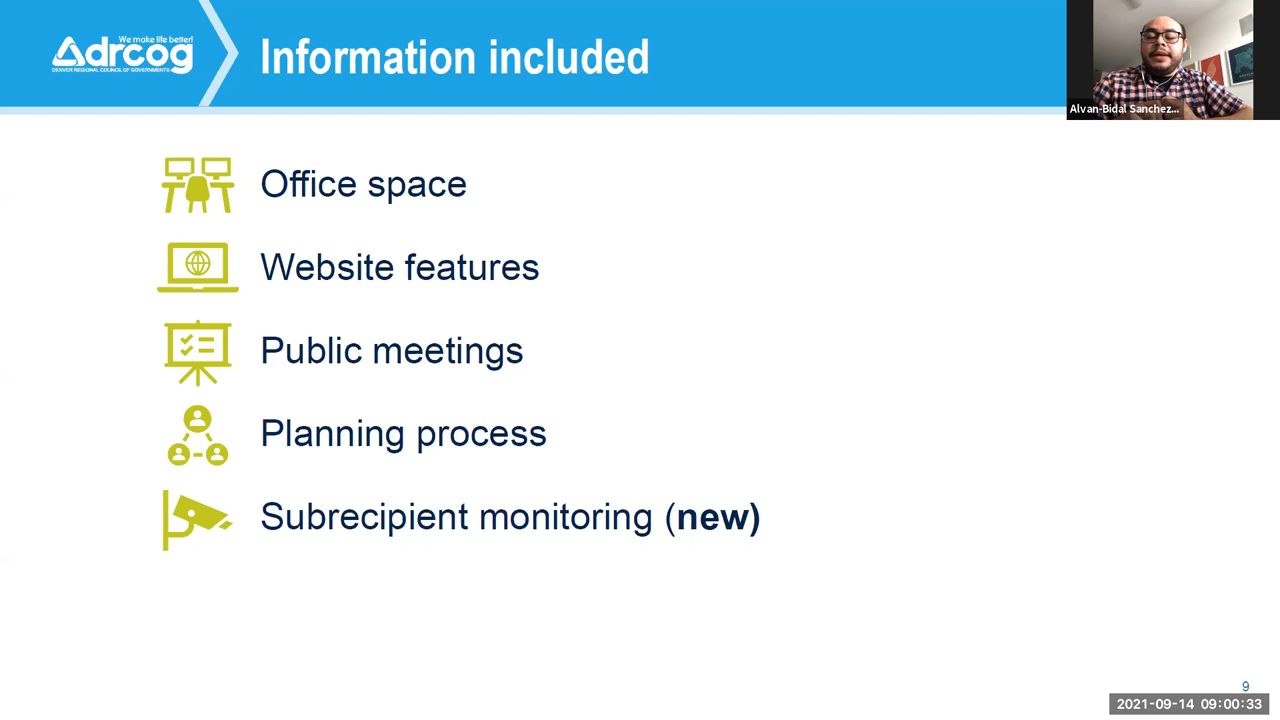 We make life better!
drcog
DENVER REGIONAL COUNCIL OF GOVERNMENTS
Information included
Alvan-Bidal Sanchez...
Office space
Website features
Public meetings
Planning process
Subrecipient monitoring (new)
9
2021-09-14 09:00:33